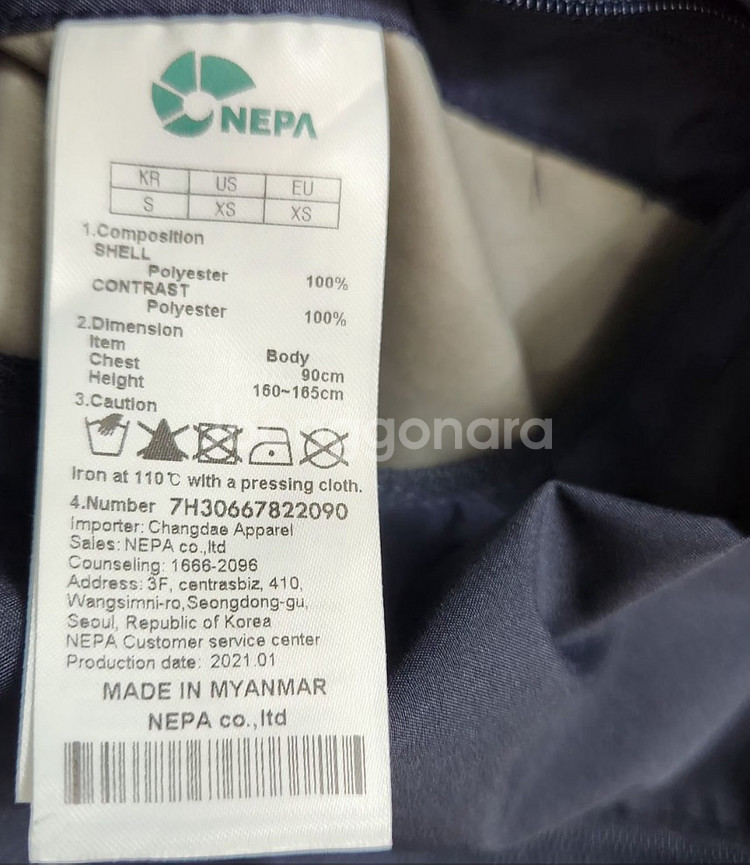 NEPA
KR US EU
S XS XS
1.Composition
SHELL
Polyester 100%
CONTRAST
Polyester 100%
2.Dimension
Item Body
Chest 90cm
Height 160~165cm
3.Caution
gonara
Iron at 110℃ with a pressing cloth.
4.Number 7H30667822090
Importer: Changdae Apparel
Sales: NEPA co.,ltd
Counseling: 1666-2096
Address: 3F, centrasbiz, 410,
Wangsimni-ro,Seongdong-gu,
Seoul, Republic of Korea
NEPA Customer service center
Production date: 2021.01
MADE IN MYANMAR
NEPA co.,ltd